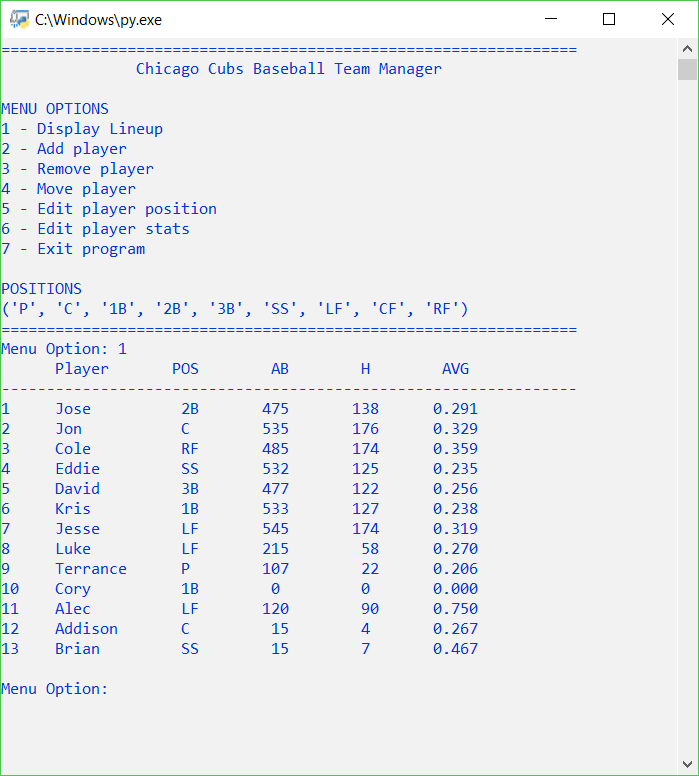 C:\Windows\py.exe
================================================================
Chicago Cubs Baseball Team Manager
MENU OPTIONS
1 - Display Lineup
2 - Add player
3 - Remove player
4 - Move player
5 - Edit player position
6 - Edit player stats
7 - Exit program
POSITIONS
('P', 'C', '1B', '2B', '3B', 'SS', 'LF', 'CF', 'RF')
================================================================
Menu Option: 1
Player POS AB H AVG
----------------------------------------------------------------
1 Jose 2B 475 138 0.291
2 Jon C 535 176 0.329
3 Cole RF 485 174 0.359
4 Eddie SS 532 125 0.235
5 David 3B 477 122 0.256
6 Kris 1B 533 127 0.238
7 Jesse LF 545 174 0.319
8 Luke LF 215 58 0.270
9 Terrance P 107 22 0.206
10 Cory 1B 0 0 0.000
11 Alec LF 120 90 0.750
12 Addison C 15 4 0.267
13 Brian SS 15 7 0.467
Menu Option: